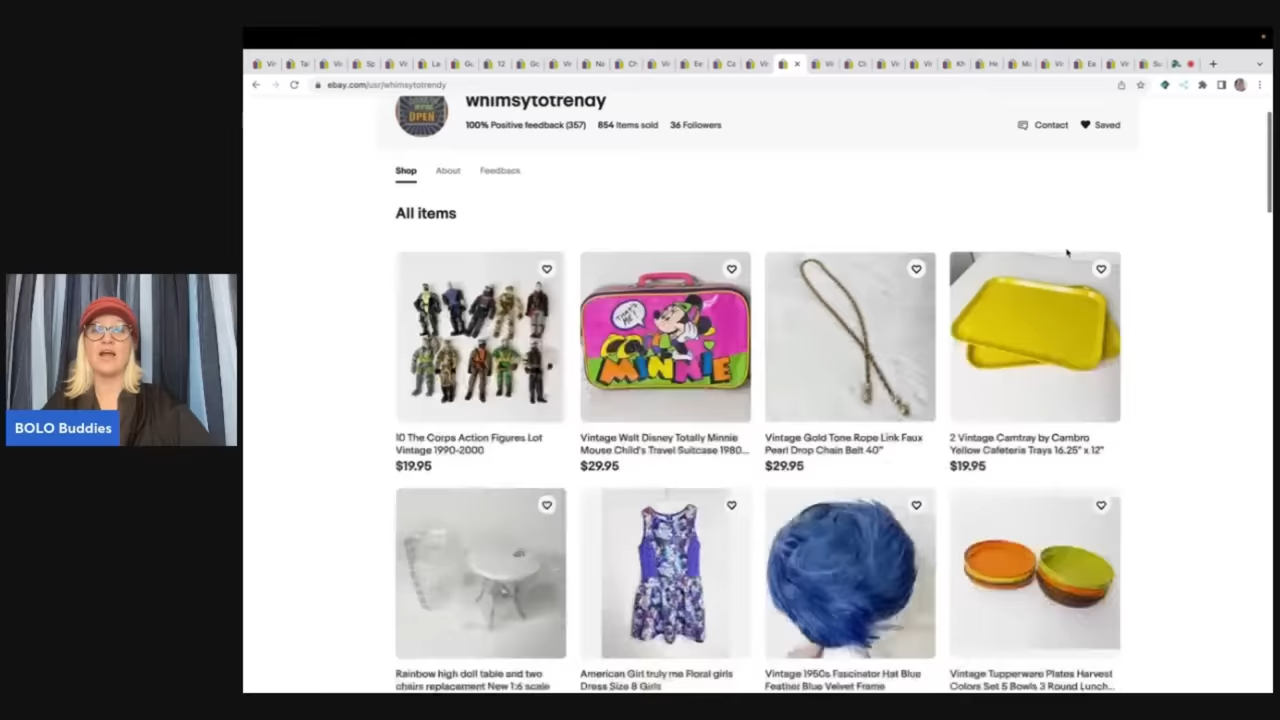 ebay.com/usr/whimsytotrendy
OPEN
whimsytotrendy
100% Positive feedback (357) 854 Items sold 36 Followers
Contact Saved
Shop About Feedback
All items
THAT'S ME!
MINNIE
10 The Corps Action Figures Lot
Vintage 1990-2000
$19.95
Vintage Walt Disney Totally Minnie
Mouse Child's Travel Suitcase 1980...
$29.95
Vintage Gold Tone Rope Link Faux
Pearl Drop Chain Belt 40"
$29.95
2 Vintage Camtray by Cambro
Yellow Cafeteria Trays 16.25" x 12"
$19.95
Rainbow high doll table and two
chairs replacement New 1:6 scale
American Girl truly me Floral girls
Dress Size 8 Girls
Vintage 1950s Fascinator Hat Blue
Feather Blue Velvet Frame
Vintage Tupperware Plates Harvest
Colors Set 5 Bowls 3 Round Lunch...
BOLO Buddies